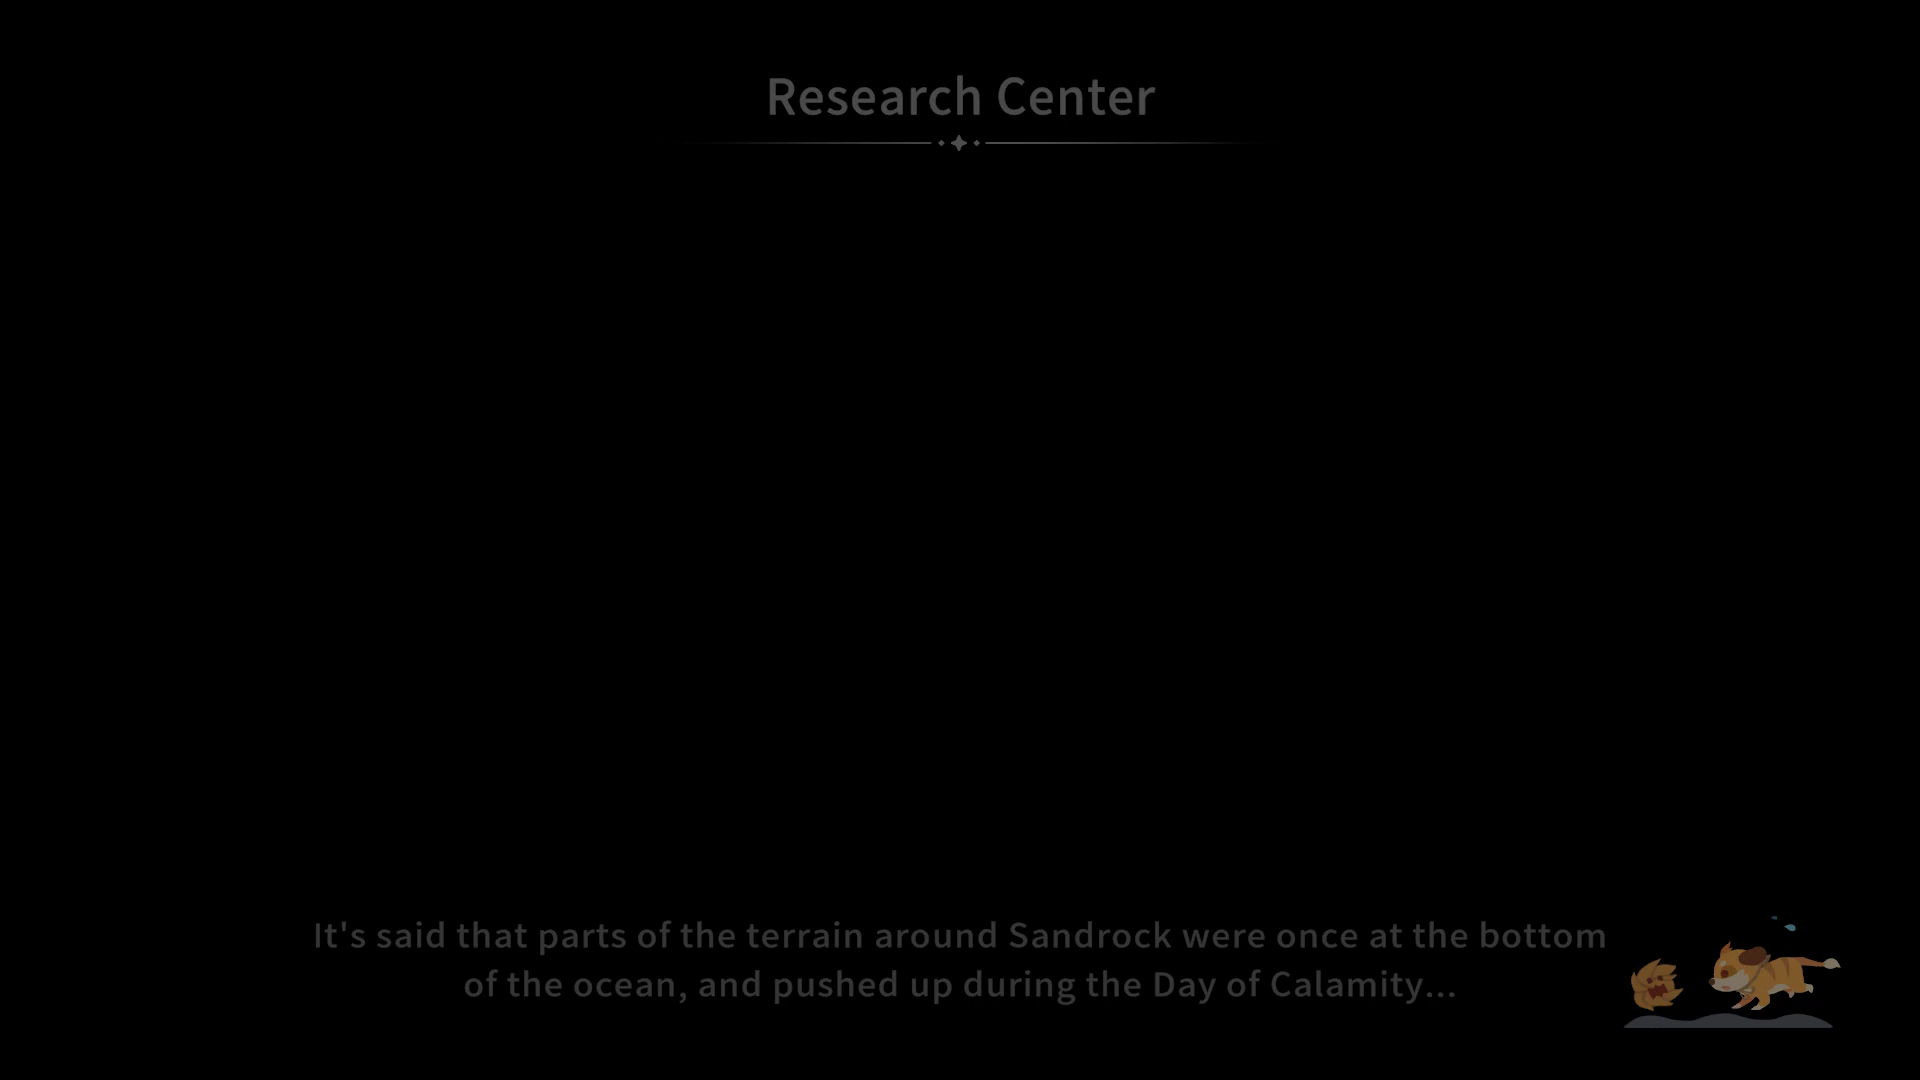 Research Center
It's said that parts of the terrain around Sandrock were once at the bottom
of the ocean, and pushed up during the Day of Calamity...